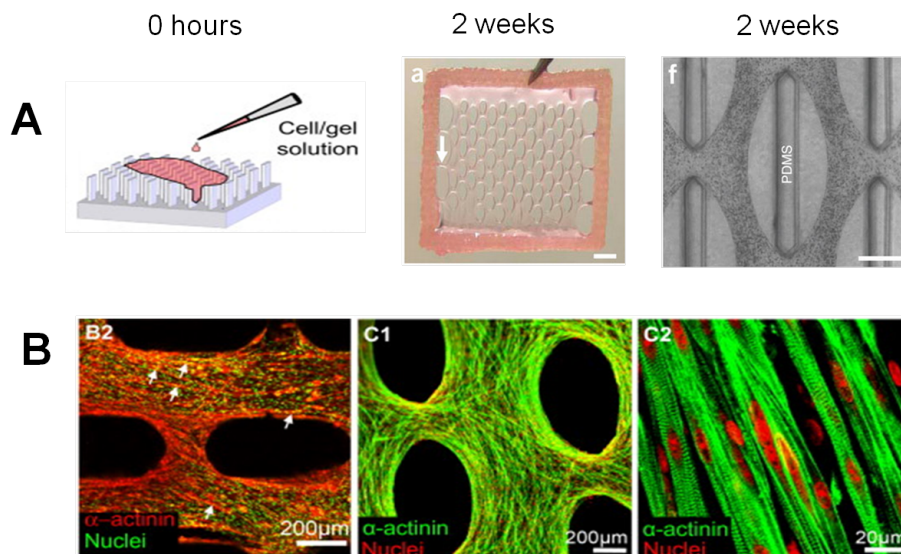 0 hours
2 weeks
2 weeks
A
Cell/gel
solution
a
f
PDMS
B
B2
α-actinin
Nuclei
200µm
C1
α-actinin
Nuclei
200µm
C2
α-actinin
Nuclei
20µm